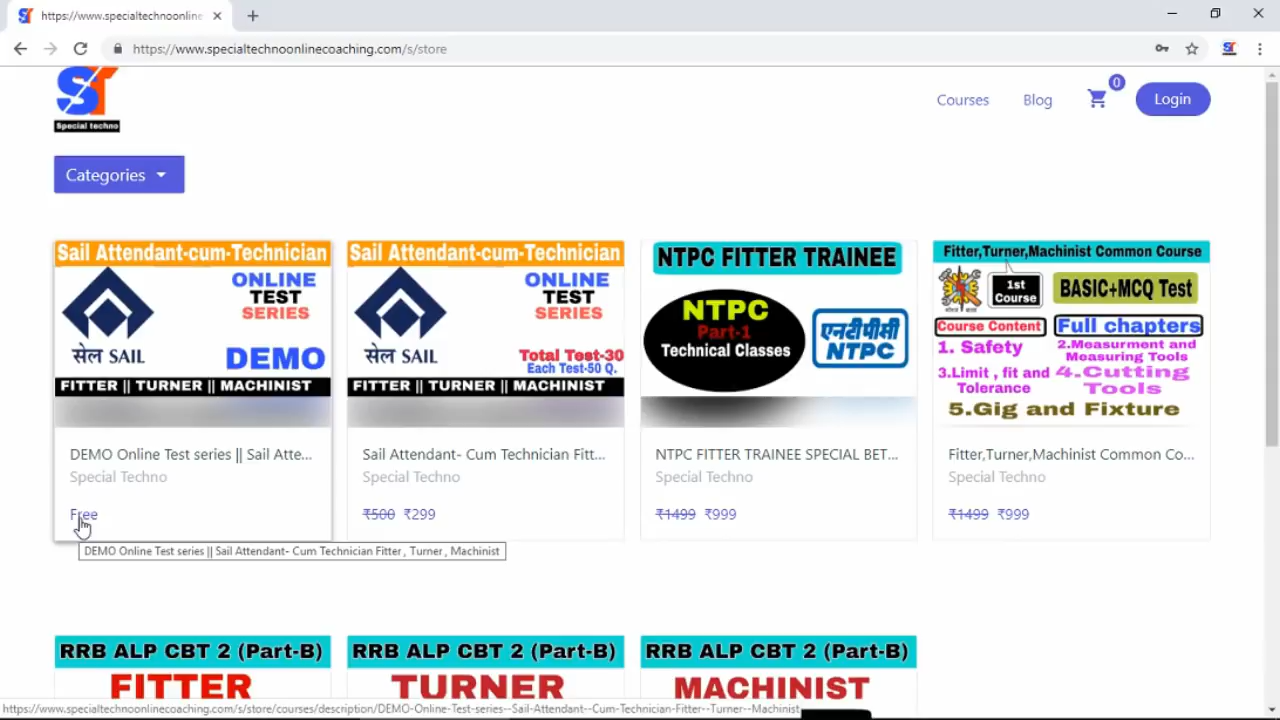 https://www.specialtechnoonline
https://www.specialtechnoonlinecoaching.com/s/store
ST
Special techno
Courses
Blog
0
Login
Categories
Sail Attendant-cum-Technician
ONLINE
TEST
SERIES
सेल SAIL
DEMO
FITTER || TURNER || MACHINIST
DEMO Online Test series || Sail Atte...
Special Techno
Free
Sail Attendant-cum-Technician
ONLINE
TEST
SERIES
सेल SAIL
Total Test-30
Each Test-50 Q.
FITTER || TURNER || MACHINIST
Sail Attendant- Cum Technician Fitt...
Special Techno
₹500 ₹299
NTPC FITTER TRAINEE
NTPC
Part-1
Technical Classes
एनटीपीसी
NTPC
NTPC FITTER TRAINEE SPECIAL BET...
Special Techno
₹1499 ₹999
Fitter,Turner,Machinist Common Course
1st
Course
BASIC+MCQ Test
Course Content
Full chapters
1. Safety
2.Measurment and
Measuring Tools
3.Limit , fit and
Tolerance
4.Cutting
Tools
5.Gig and Fixture
Fitter,Turner,Machinist Common Co...
Special Techno
₹1499 ₹999
DEMO Online Test series || Sail Attendant- Cum Technician Fitter , Turner , Machinist
RRB ALP CBT 2 (Part-B)
FITTER
RRB ALP CBT 2 (Part-B)
TURNER
RRB ALP CBT 2 (Part-B)
MACHINIST
https://www.specialtechnoonlinecoaching.com/s/store/courses/description/DEMO-Online-Test-series--Sail-Attendant--Cum-Technician-Fitter--Turner--Machinist